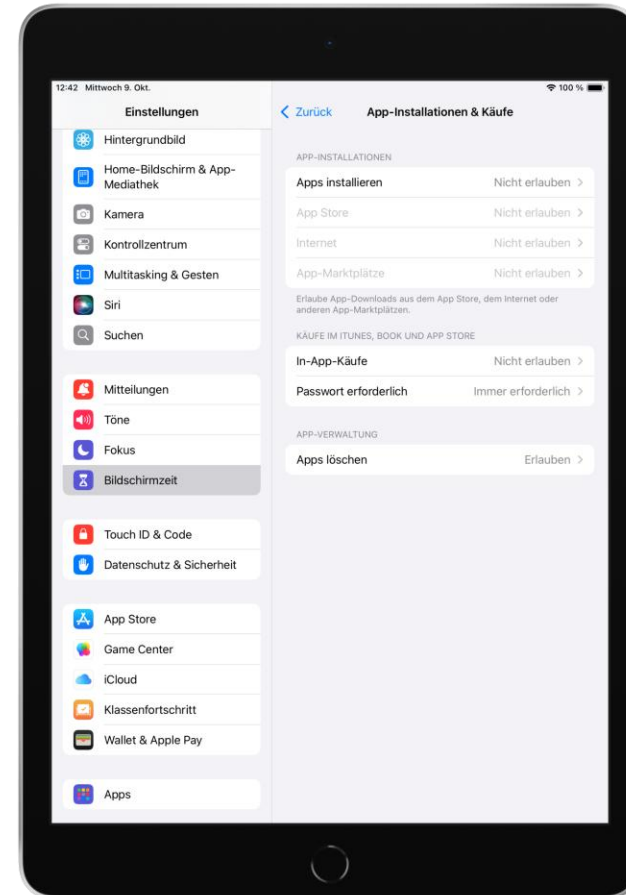 12:42 Mittwoch 9. Okt.
100 %
Einstellungen
Hintergrundbild
Home-Bildschirm & App-
Mediathek
Kamera
Kontrollzentrum
Multitasking & Gesten
Siri
Suchen
Mitteilungen
Töne
Fokus
Bildschirmzeit
Touch ID & Code
Datenschutz & Sicherheit
App Store
Game Center
iCloud
Klassenfortschritt
Wallet & Apple Pay
Apps
Zurück
App-Installationen & Käufe
APP-INSTALLATIONEN
Apps installieren Nicht erlauben
App Store Nicht erlauben
Internet Nicht erlauben
App-Marktplätze Nicht erlauben
Erlaube App-Downloads aus dem App Store, dem Internet oder
anderen App-Marktplätzen.
KÄUFE IM ITUNES, BOOK UND APP STORE
In-App-Käufe Nicht erlauben
Passwort erforderlich Immer erforderlich
APP-VERWALTUNG
Apps löschen Erlauben